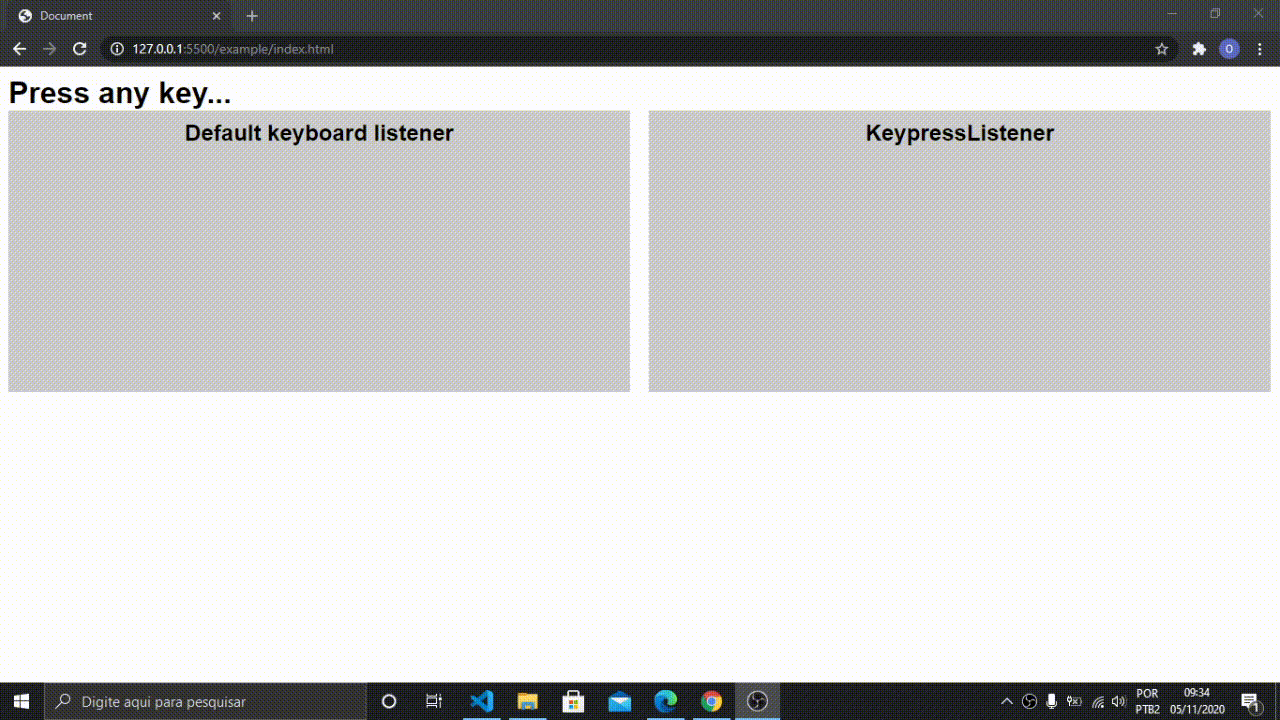 Document
127.0.0.1:5500/example/index.html
O
Press any key...
Default keyboard listener
KeypressListener
Digite aqui para pesquisar
POR
PTB2
09:34
05/11/2020
1